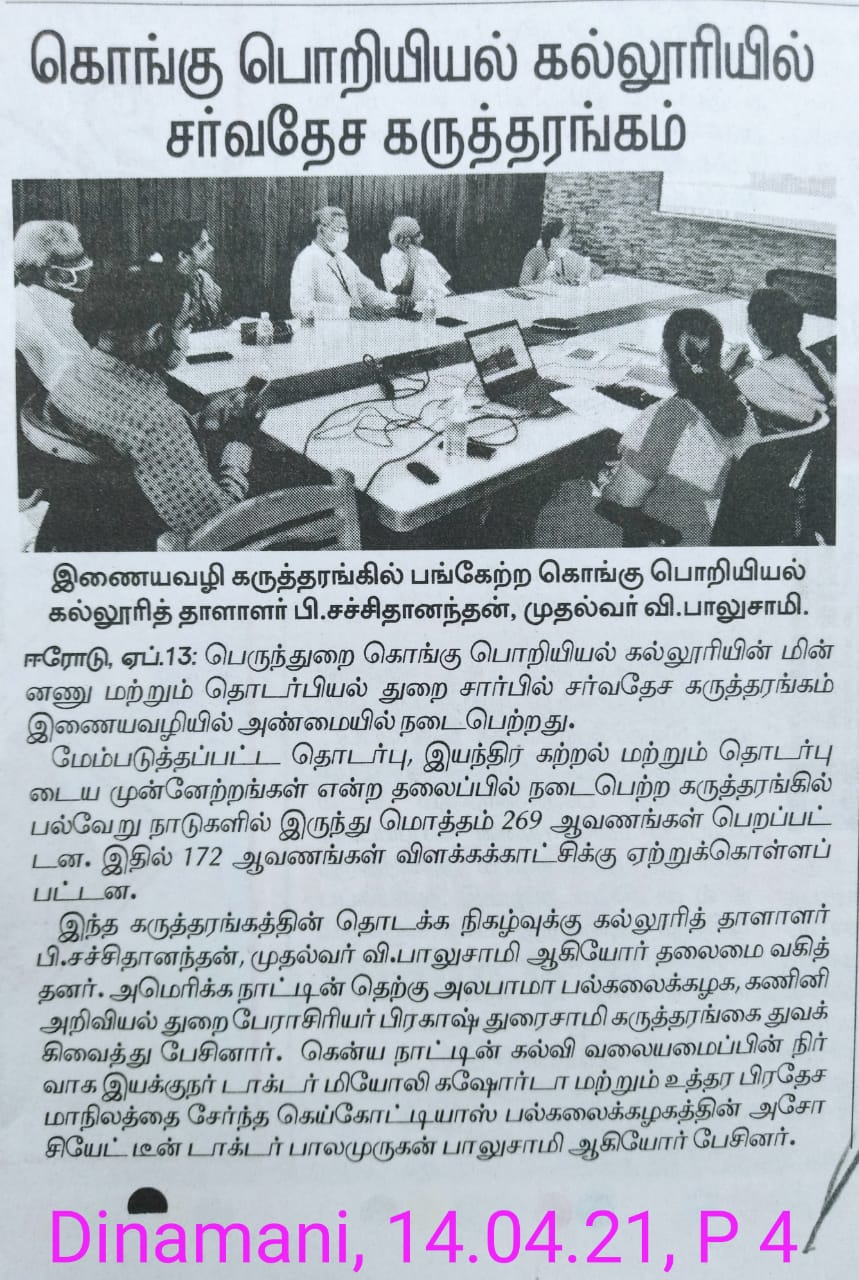 கொங்கு பொறியியல் கல்லூரியில்
சர்வதேச கருத்தரங்கம்
இணையவழி கருத்தரங்கில் பங்கேற்ற கொங்கு பொறியியல்
கல்லூரித் தாளாளர் பி.சச்சிதானந்தன், முதல்வர் வி.பாலுசாமி.
ஈரோடு, ஏப்.13: பெருந்துறை கொங்கு பொறியியல் கல்லூரியின் மின்
னணு மற்றும் தொடர்பியல் துறை சார்பில் சர்வதேச கருத்தரங்கம்
இணையவழியில் அண்மையில் நடைபெற்றது.
மேம்படுத்தப்பட்ட தொடர்பு, இயந்திர கற்றல் மற்றும் தொடர்பு
டைய முன்னேற்றங்கள் என்ற தலைப்பில் நடைபெற்ற கருத்தரங்கில்
பல்வேறு நாடுகளில் இருந்து மொத்தம் 269 ஆவணங்கள் பெறப்பட்
டன. இதில் 172 ஆவணங்கள் விளக்கக்காட்சிக்கு ஏற்றுக்கொள்ளப்
பட்டன.
இந்த கருத்தரங்கத்தின் தொடக்க நிகழ்வுக்கு கல்லூரித் தாளாளர்
பி.சச்சிதானந்தன், முதல்வர் வி.பாலுசாமி ஆகியோர் தலைமை வகித்
தனர். அமெரிக்க நாட்டின் தெற்கு அலபாமா பல்கலைக்கழக, கணினி
அறிவியல் துறை பேராசிரியர் பிரகாஷ் துரைசாமி கருத்தரங்கை துவக்
கிவைத்து பேசினார். கென்ய நாட்டின் கல்வி வலையமைப்பின் நிர்
வாக இயக்குநர் டாக்டர் மியோலி கஷோர்டா மற்றும் உத்தர பிரதேச
மாநிலத்தை சேர்ந்த கெய்கோட்டியாஸ் பல்கலைக்கழகத்தின் அசோ
சியேட் டீன் டாக்டர் பாலமுருகன் பாலுசாமி ஆகியோர் பேசினர்.
Dinamani, 14.04.21, P 4